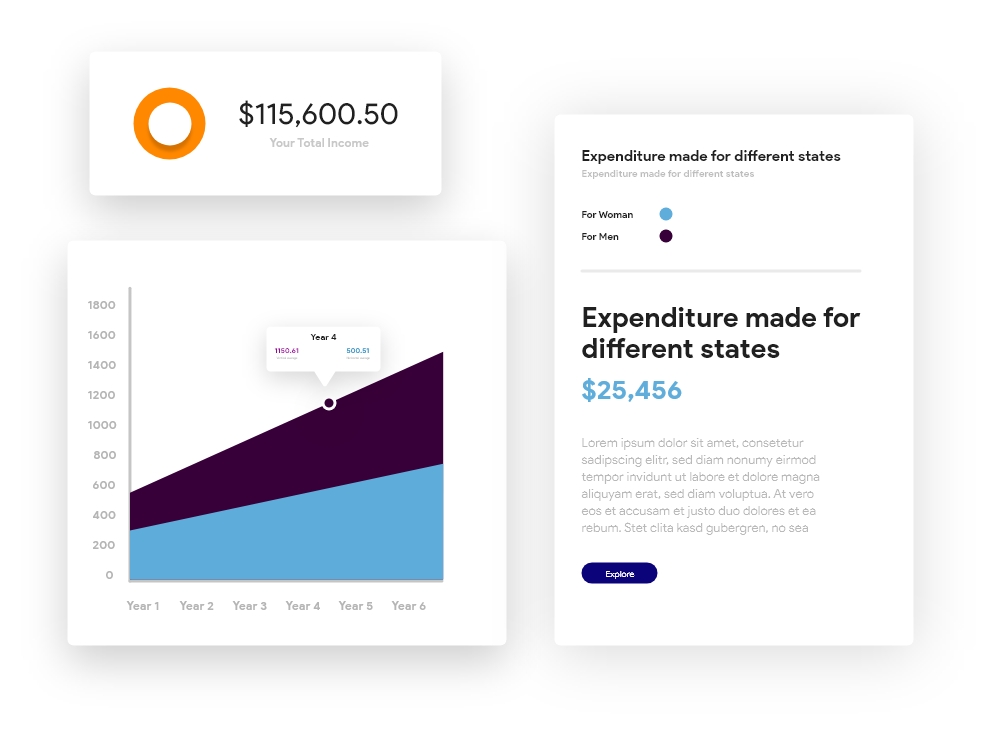 $115,600.50
Your Total Income
1800
1600
1400
1200
1000
800
600
400
200
0
Year 4
1150.61
500.51
Year 1
Year 2
Year 3
Year 4
Year 5
Year 6
Expenditure made for different states
Expenditure made for different states
For Woman
For Men
Expenditure made for
different states
$25,456
Lorem ipsum dolor sit amet, consetetur
sadipscing elitr, sed diam nonumy eirmod
tempor invidunt ut labore et dolore magna
aliquyam erat, sed diam voluptua. At vero
eos et accusam et justo duo dolores et ea
rebum. Stet clita kasd gubergren, no sea
Explore